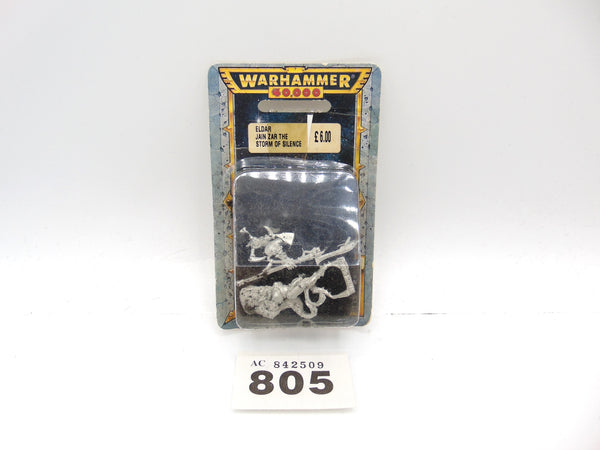 WARHAMMER
40,000
ELDAR
JAIN ZAR THE
STORM OF SILENCE
£6.00
AC 842509
805